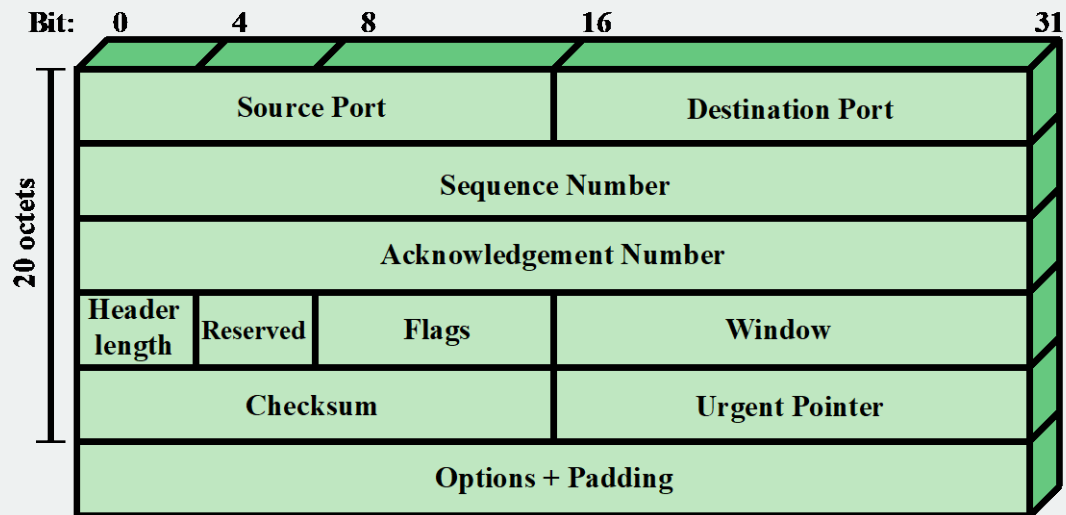 Bit: 0 4 8 16 31
20 octets
Source Port Destination Port
Sequence Number
Acknowledgement Number
Header
length Reserved Flags Window
Checksum Urgent Pointer
Options + Padding